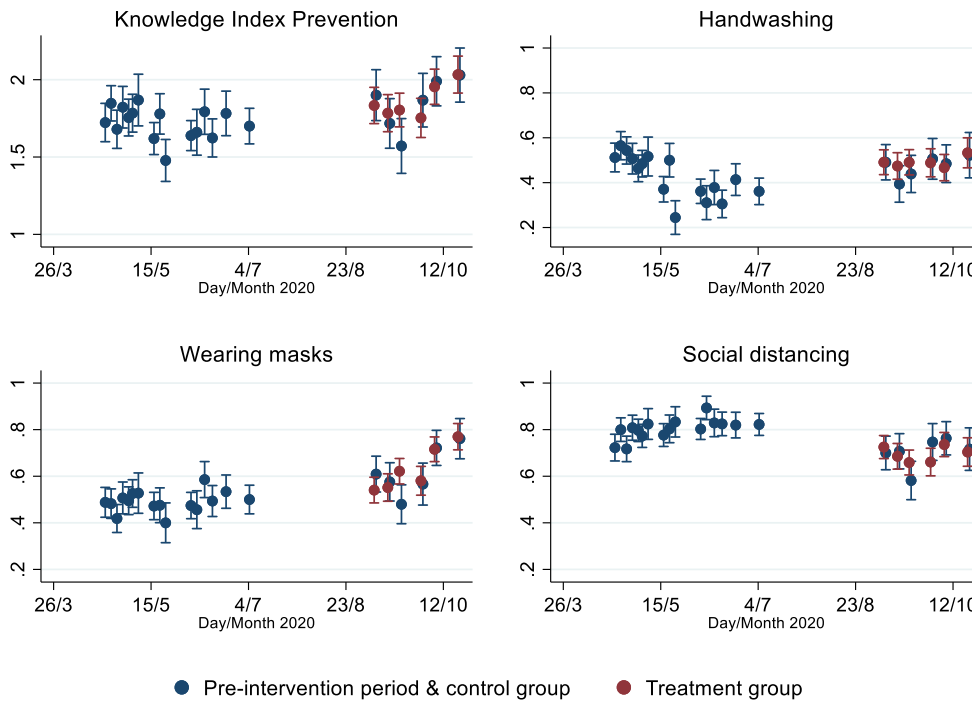 Knowledge Index Prevention
Handwashing
2
1.5
1
1
.8
.6
.4
.2
26/3 15/5 4/7 23/8 12/10
26/3 15/5 4/7 23/8 12/10
Day/Month 2020
Day/Month 2020
Wearing masks
Social distancing
1
.8
.6
.4
.2
1
.8
.6
.4
.2
26/3 15/5 4/7 23/8 12/10
26/3 15/5 4/7 23/8 12/10
Day/Month 2020
Day/Month 2020
Pre-intervention period & control group
Treatment group